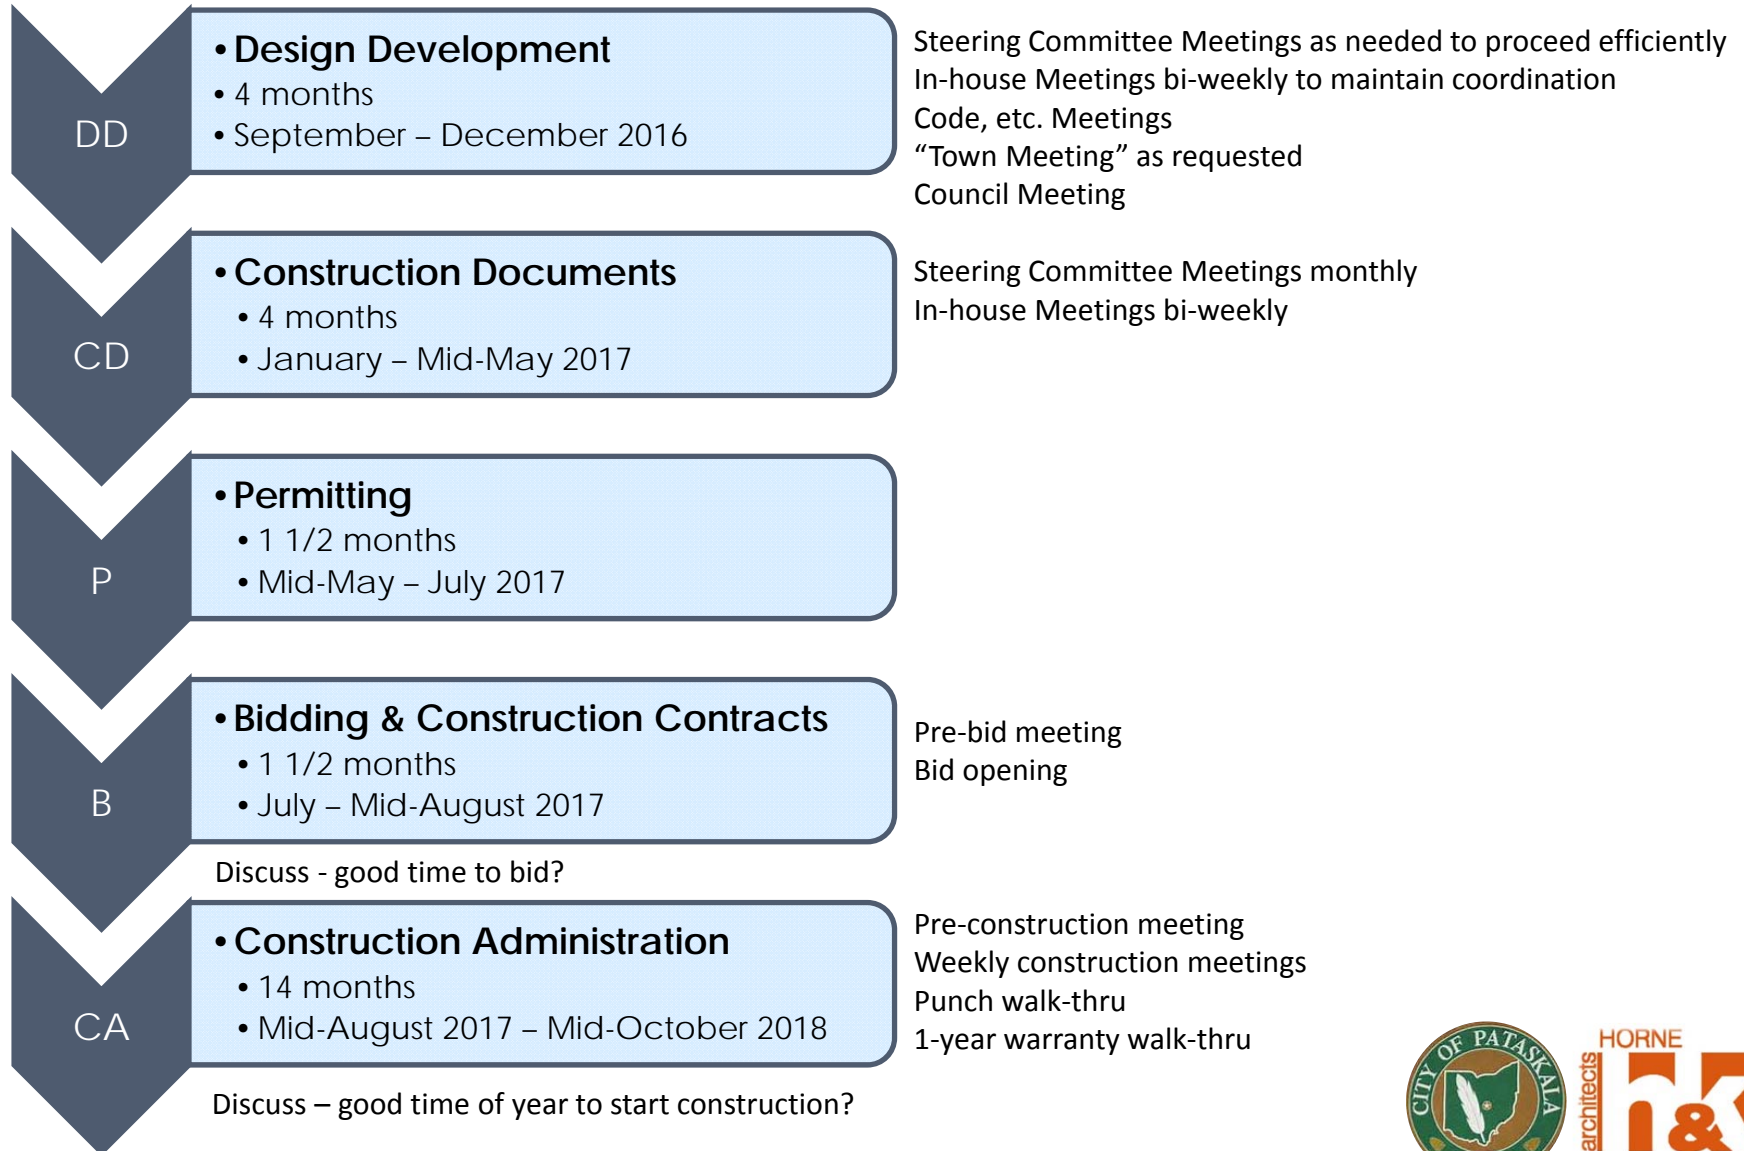 DD
• Design Development
• 4 months
• September – December 2016
Steering Committee Meetings as needed to proceed efficiently
In-house Meetings bi-weekly to maintain coordination
Code, etc. Meetings
“Town Meeting” as requested
Council Meeting
CD
• Construction Documents
• 4 months
• January – Mid-May 2017
Steering Committee Meetings monthly
In-house Meetings bi-weekly
P
• Permitting
• 1 1/2 months
• Mid-May – July 2017
B
• Bidding & Construction Contracts
• 1 1/2 months
• July – Mid-August 2017
Pre-bid meeting
Bid opening
Discuss - good time to bid?
CA
• Construction Administration
• 14 months
• Mid-August 2017 – Mid-October 2018
Pre-construction meeting
Weekly construction meetings
Punch walk-thru
1-year warranty walk-thru
Discuss – good time of year to start construction?
CITY OF PATASKALA
HORNE
architects
h&